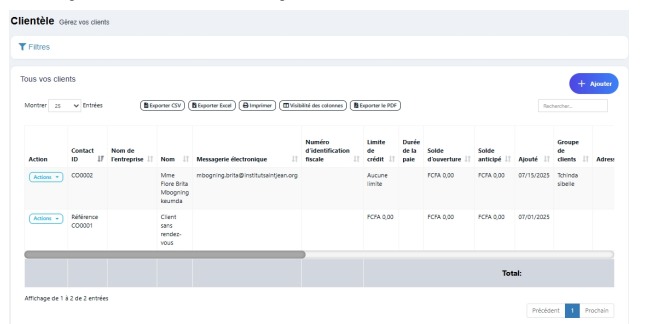 Clientèle Gérez vos clients
Filtres
Tous vos clients
+ Ajouter
Montrer 25 Entrées Exporter CSV Exporter Excel Imprimer Visibilité des colonnes Exporter le PDF Rechercher...
Action Contact ID Nom de l'entreprise Nom Messagerie électronique Numéro d'identification fiscale Limite de crédit Durée de la paie Solde d'ouverture Solde anticipé Ajouté Groupe de clients Adress
Actions CO0002 Mme Flore Brita Mbogning keumda mbogning.brita@institutsaintjean.org Aucune limite FCFA 0,00 FCFA 0,00 07/15/2025 Tchinda sibelle
Actions Référence CO0001 Client sans rendez-vous FCFA 0,00 FCFA 0,00 FCFA 0,00 07/01/2025
Total:
Affichage de 1 à 2 de 2 entrées
Précédent 1 Prochain